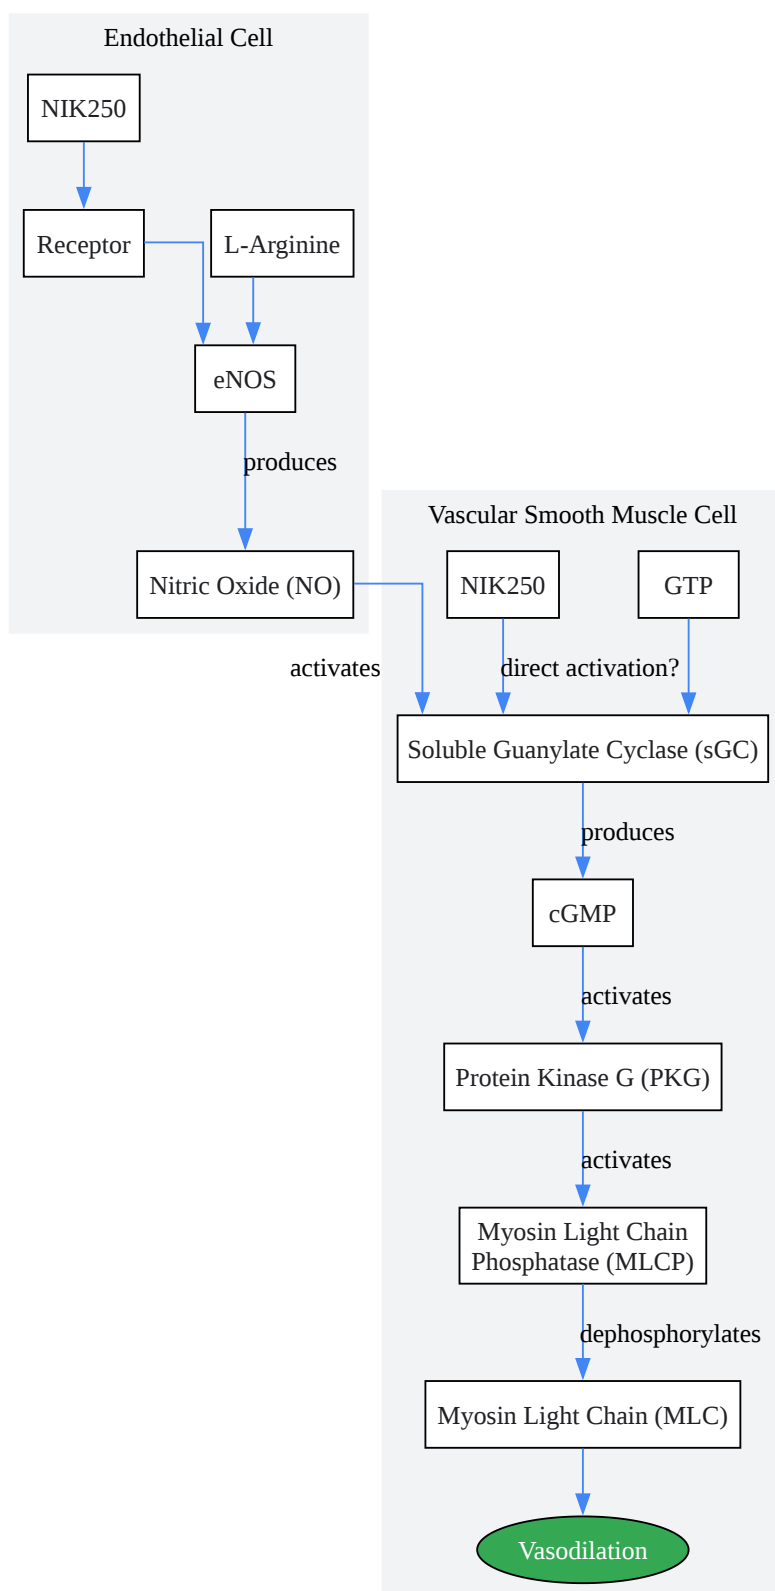 Endothelial Cell
NIK250
Receptor
L-Arginine
eNOS
produces
Nitric Oxide (NO)
Vascular Smooth Muscle Cell
NIK250
GTP
activates
direct activation?
Soluble Guanylate Cyclase (sGC)
produces
cGMP
activates
Protein Kinase G (PKG)
activates
Myosin Light Chain
Phosphatase (MLCP)
dephosphorylates
Myosin Light Chain (MLC)
Vasodilation